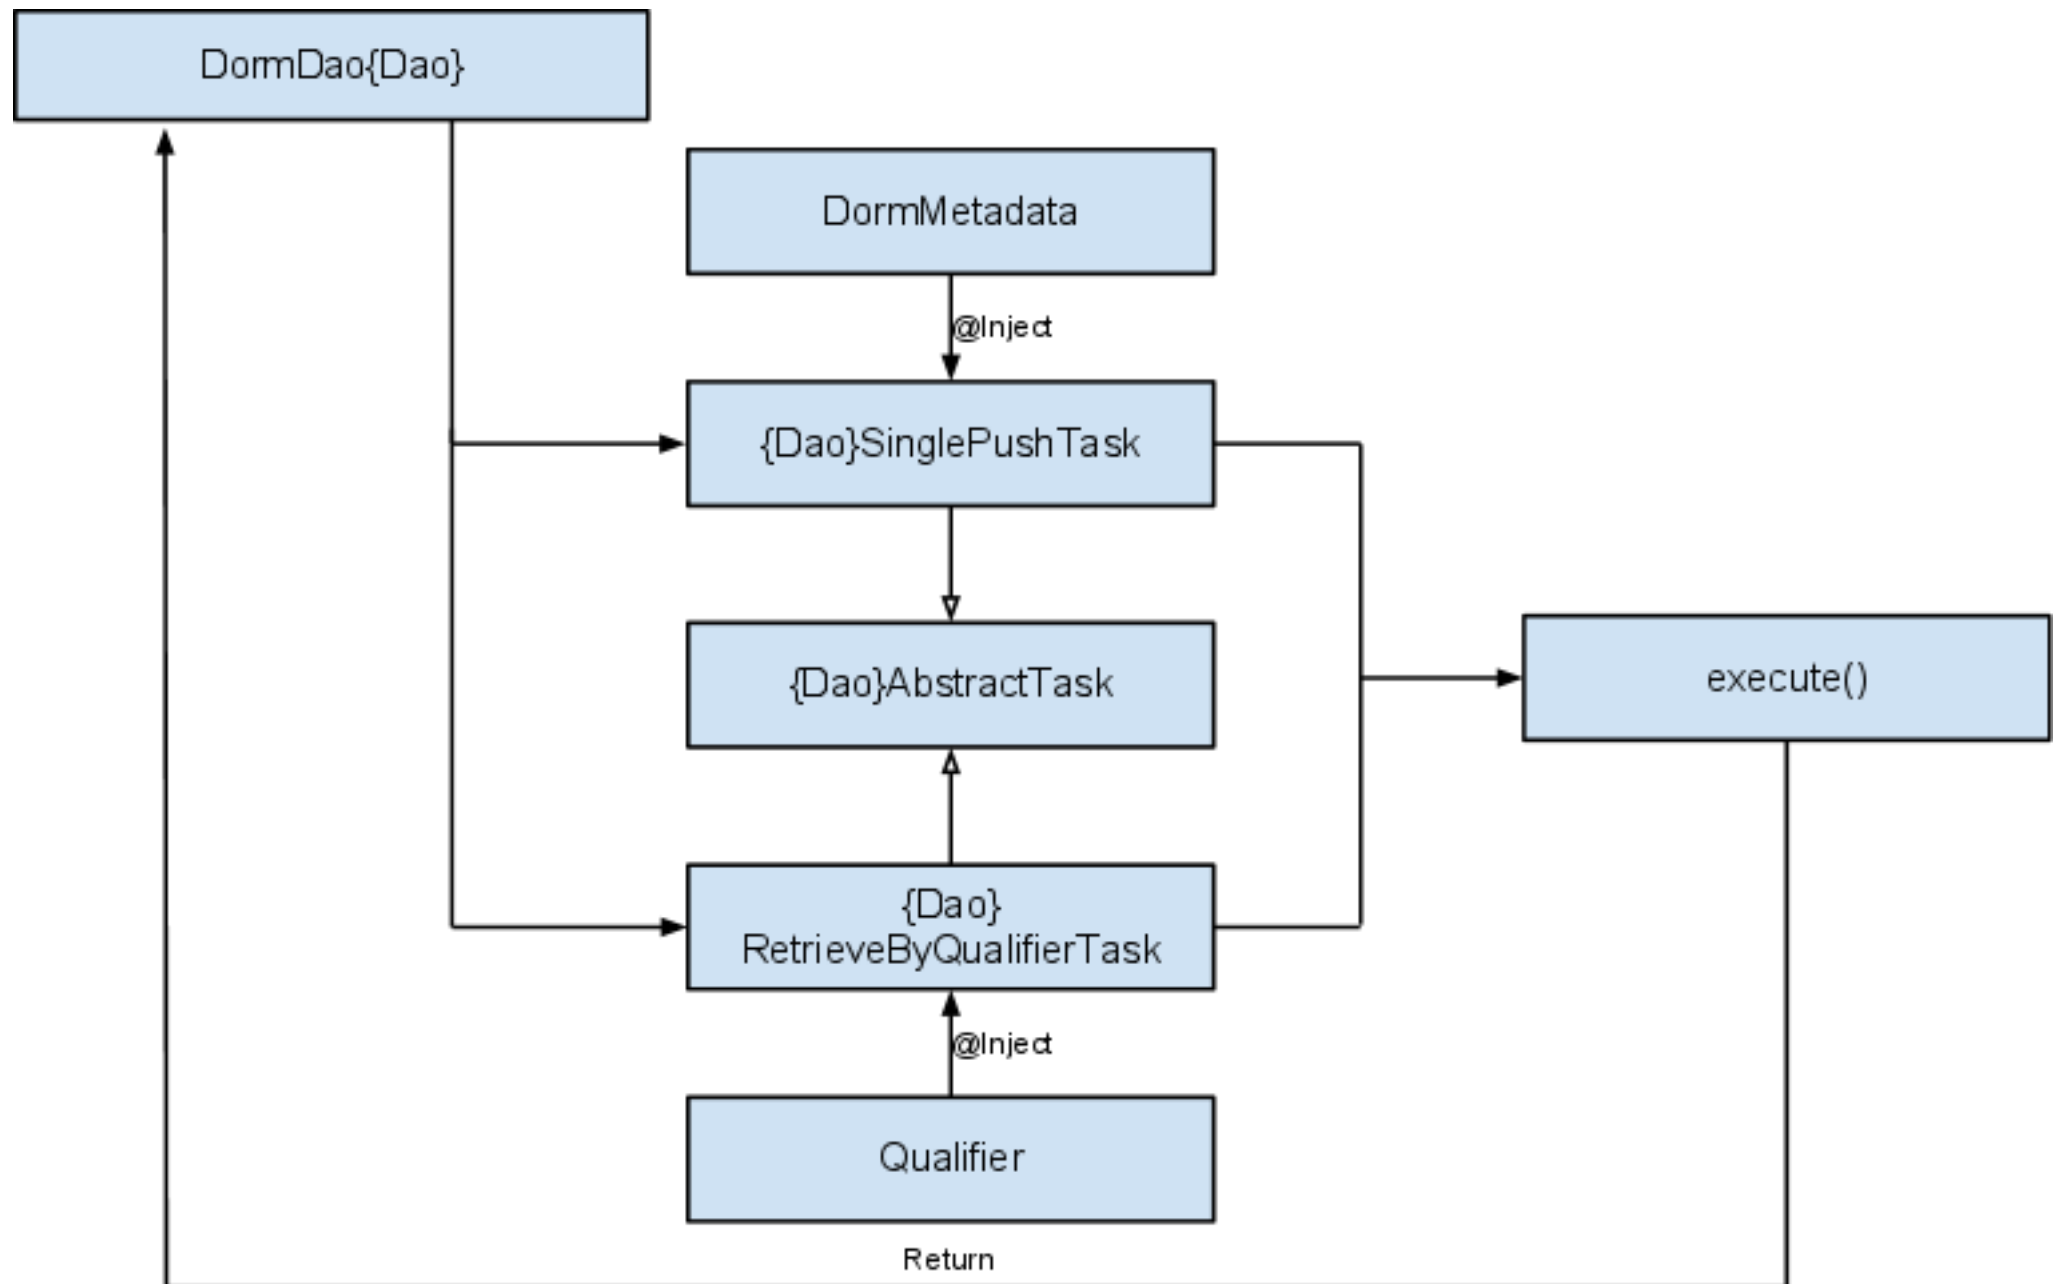 DormDao{Dao}
DormMetadata
@Inject
{Dao}SinglePushTask
{Dao}AbstractTask
execute()
{Dao}
RetrieveByQualifierTask
@Inject
Qualifier
Return